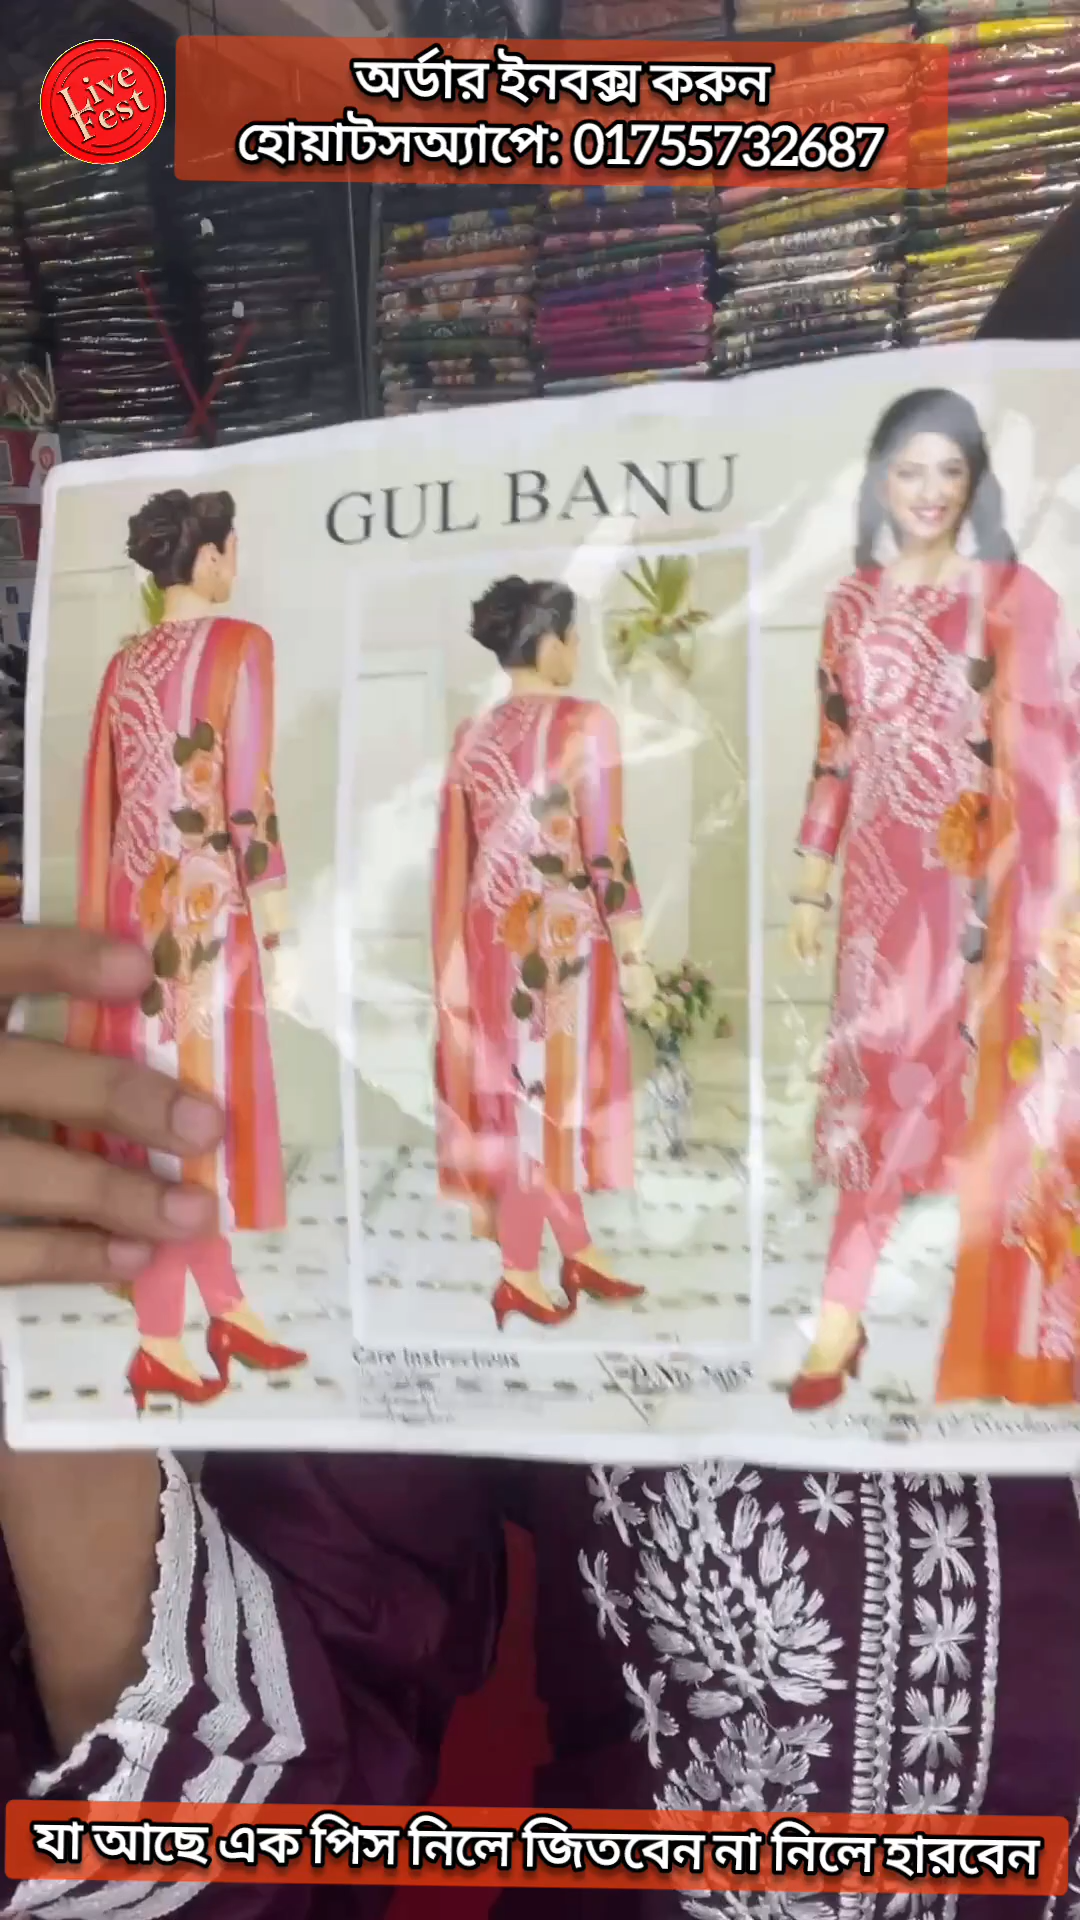 Live
Fest
অর্ডার ইনবক্স করুন
হোয়াটসঅ্যাপে: 01755732687
GUL BANU
Care Instructions
যা আছে এক পিস নিলে জিতবেন না নিলে হারবেন